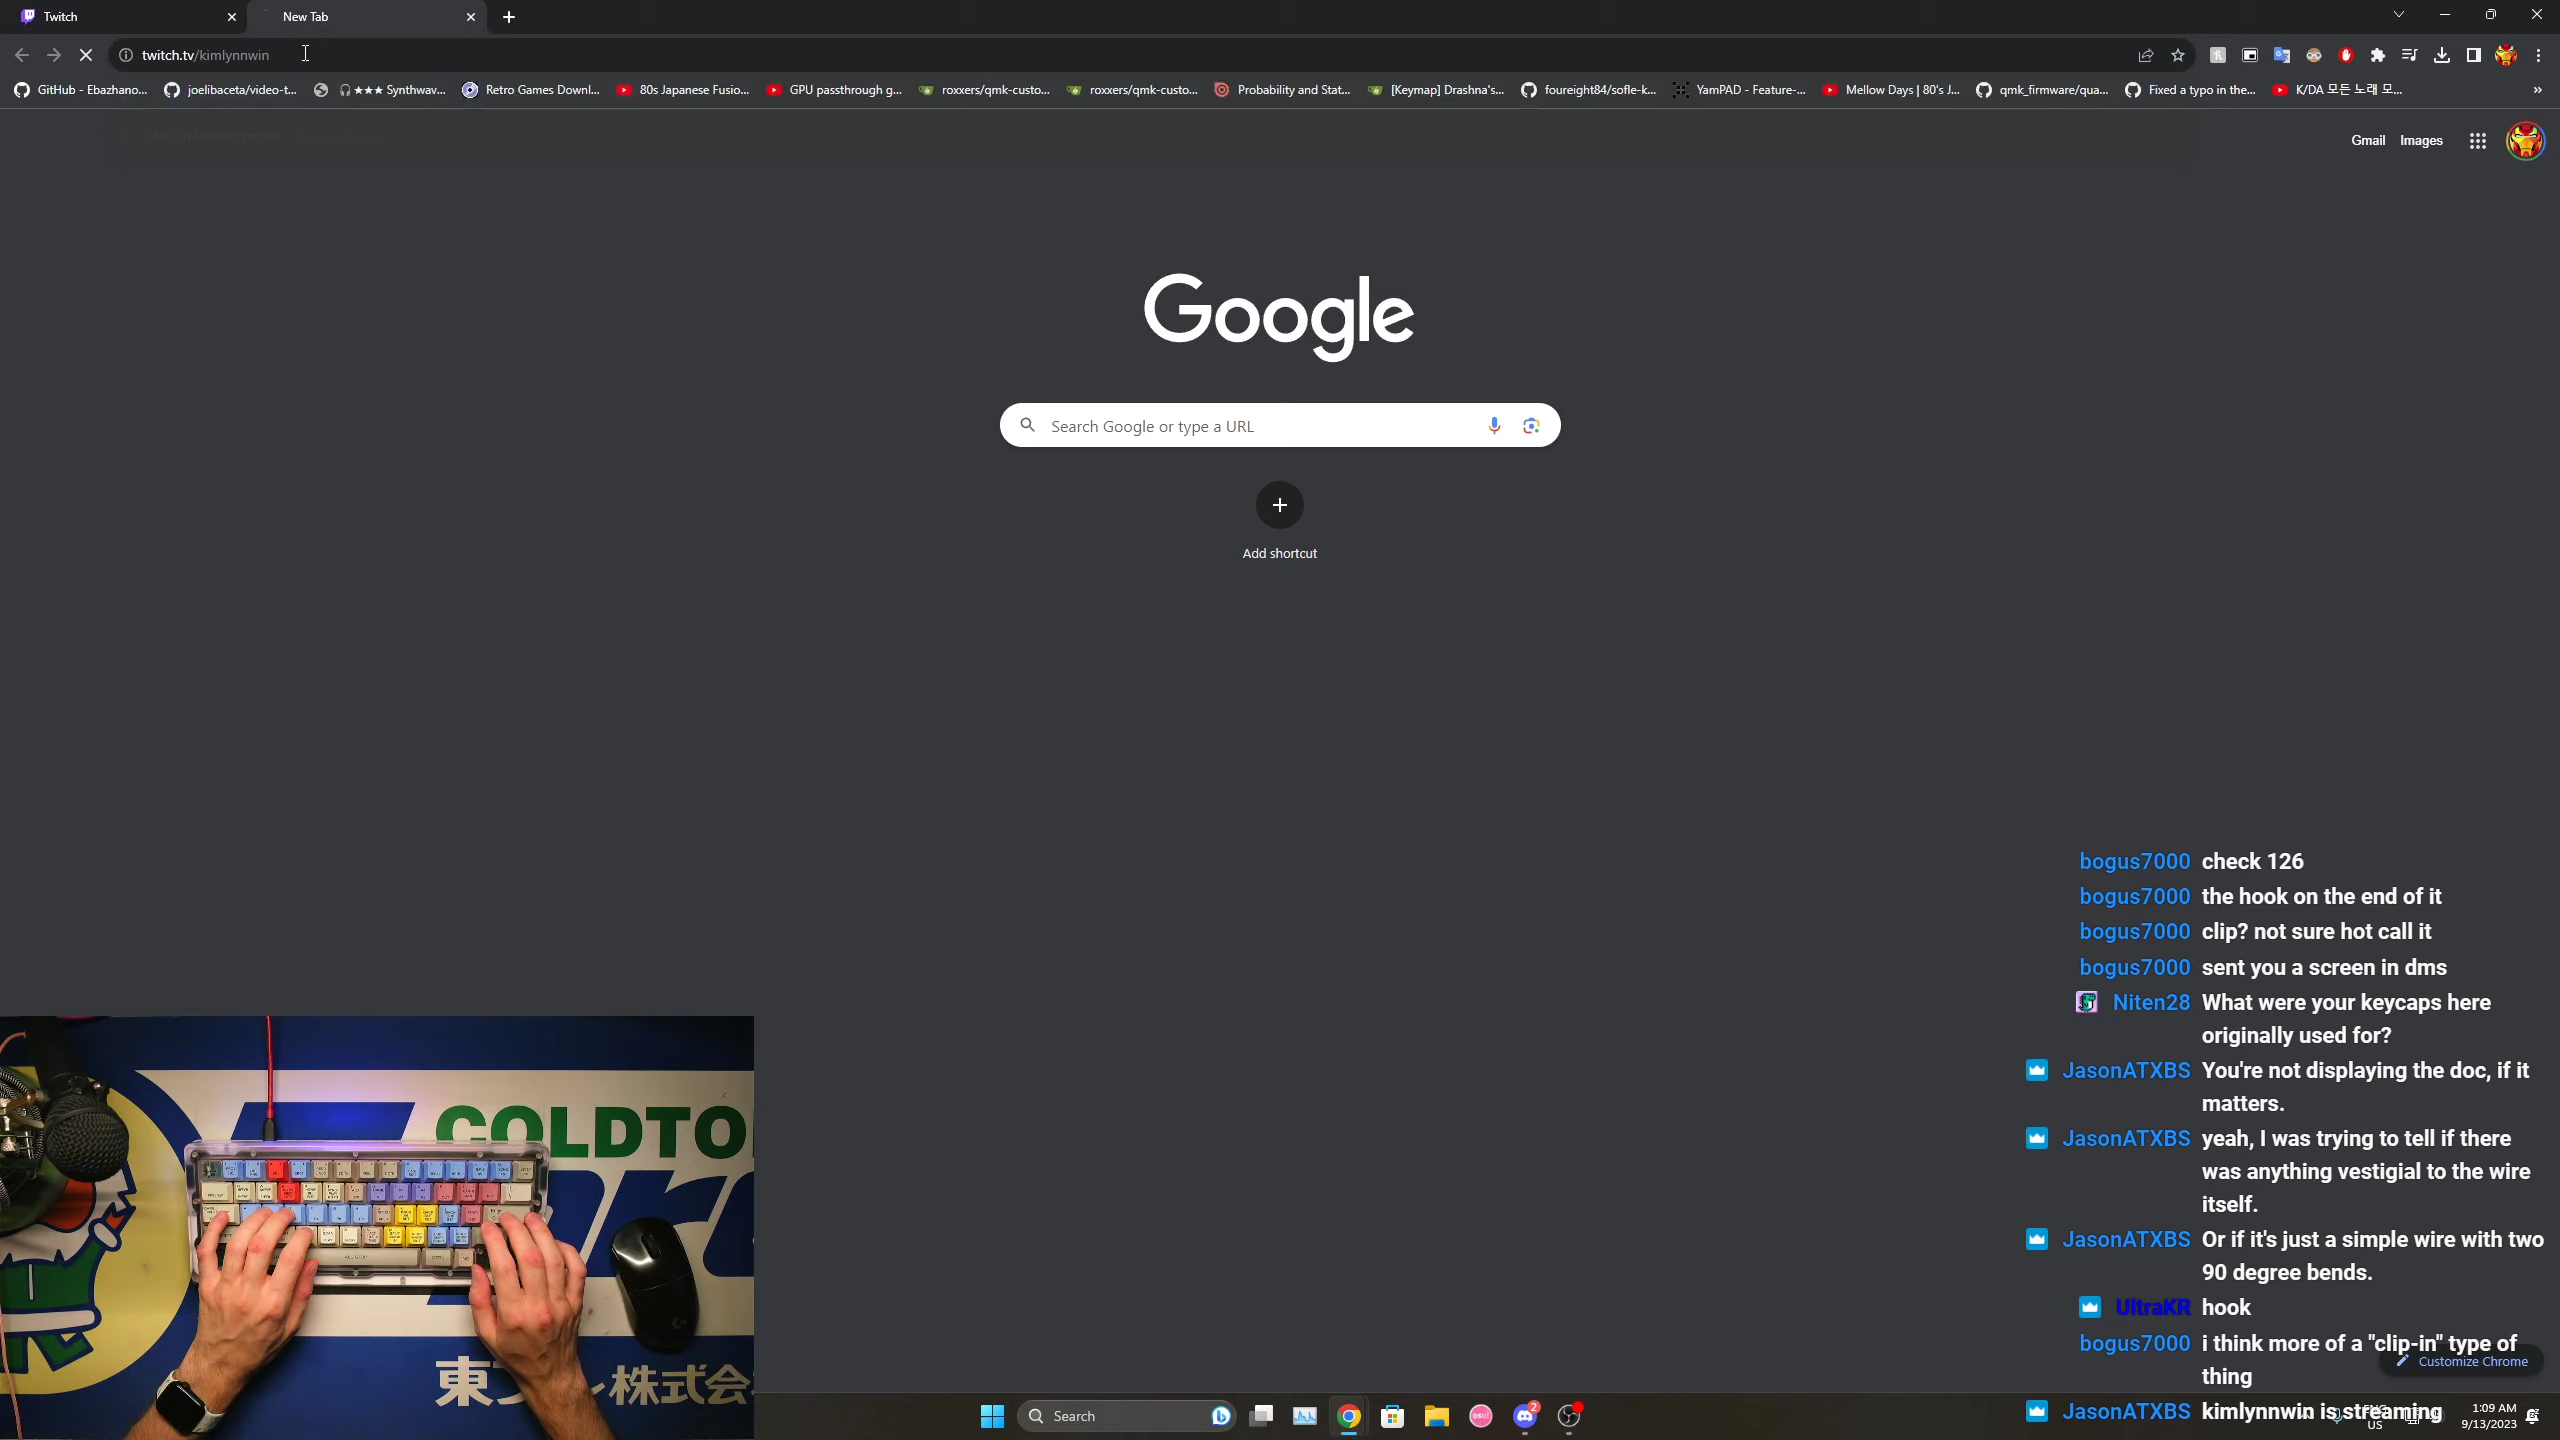 Twitch
New Tab
twitch.tv/kimlynnwin
GitHub - Ebazhano...
joelibaceta/video-t...
★★★ Synthwav...
Retro Games Downl...
80s Japanese Fusio...
GPU passthrough g...
roxxers/qmk-custo...
roxxers/qmk-custo...
Probability and Stat...
[Keymap] Drashna's...
foureight84/sofle-k...
YamPAD - Feature-...
Mellow Days | 80's J...
qmk_firmware/qua...
Fixed a typo in the...
K/DA 모든 노래 모...
»
Gmail
Images
Google
Search Google or type a URL
Add shortcut
bogus7000 check 126
bogus7000 the hook on the end of it
bogus7000 clip? not sure hot call it
bogus7000 sent you a screen in dms
Niten28 What were your keycaps here
originally used for?
JasonATXBS You're not displaying the doc, if it
matters.
JasonATXBS yeah, I was trying to tell if there
was anything vestigial to the wire
itself.
JasonATXBS Or if it's just a simple wire with two
90 degree bends.
UltraKR hook
bogus7000 i think more of a "clip-in" type of
thing
Customize Chrome
JasonATXBS kimlynnwin is streaming
COLDTO
株式会
Search
osu!
2
ENG
US
1:09 AM
9/13/2023